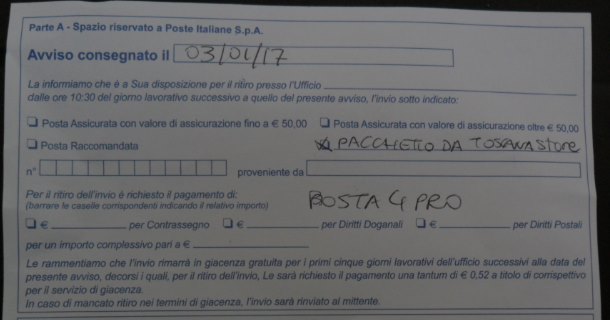 Parte A - Spazio riservato a Poste Italiane S.p.A.
Avviso consegnato il 03/01/17
La informiamo che è a Sua disposizione per il ritiro presso l'Ufficio
dalle ore 10:30 del giorno lavorativo successivo a quello del presente avviso, l'invio sotto indicato:
Posta Assicurata con valore di assicurazione fino a € 50,00 Posta Assicurata con valore di assicurazione oltre € 50,00
Posta Raccomandata PACCHETTO DA TOSCANA STORE
n° proveniente da
Per il ritiro dell'invio è richiesto il pagamento di: POSTA 4 PRO
(barrare le caselle corrispondenti indicando il relativo importo)
€ per Contrassegno € per Diritti Doganali € per Diritti Postali
per un importo complessivo pari a €
Le rammentiamo che l'invio rimarrà in giacenza gratuita per i primi cinque giorni lavorativi dell'ufficio successivi alla data del
presente avviso, decorsi i quali, per il ritiro dell'invio, Le sarà richiesto il pagamento una tantum di € 0,52 a titolo di corrispettivo
per il servizio di giacenza.
In caso di mancato ritiro nei termini di giacenza, l'invio sarà rinviato al mittente.